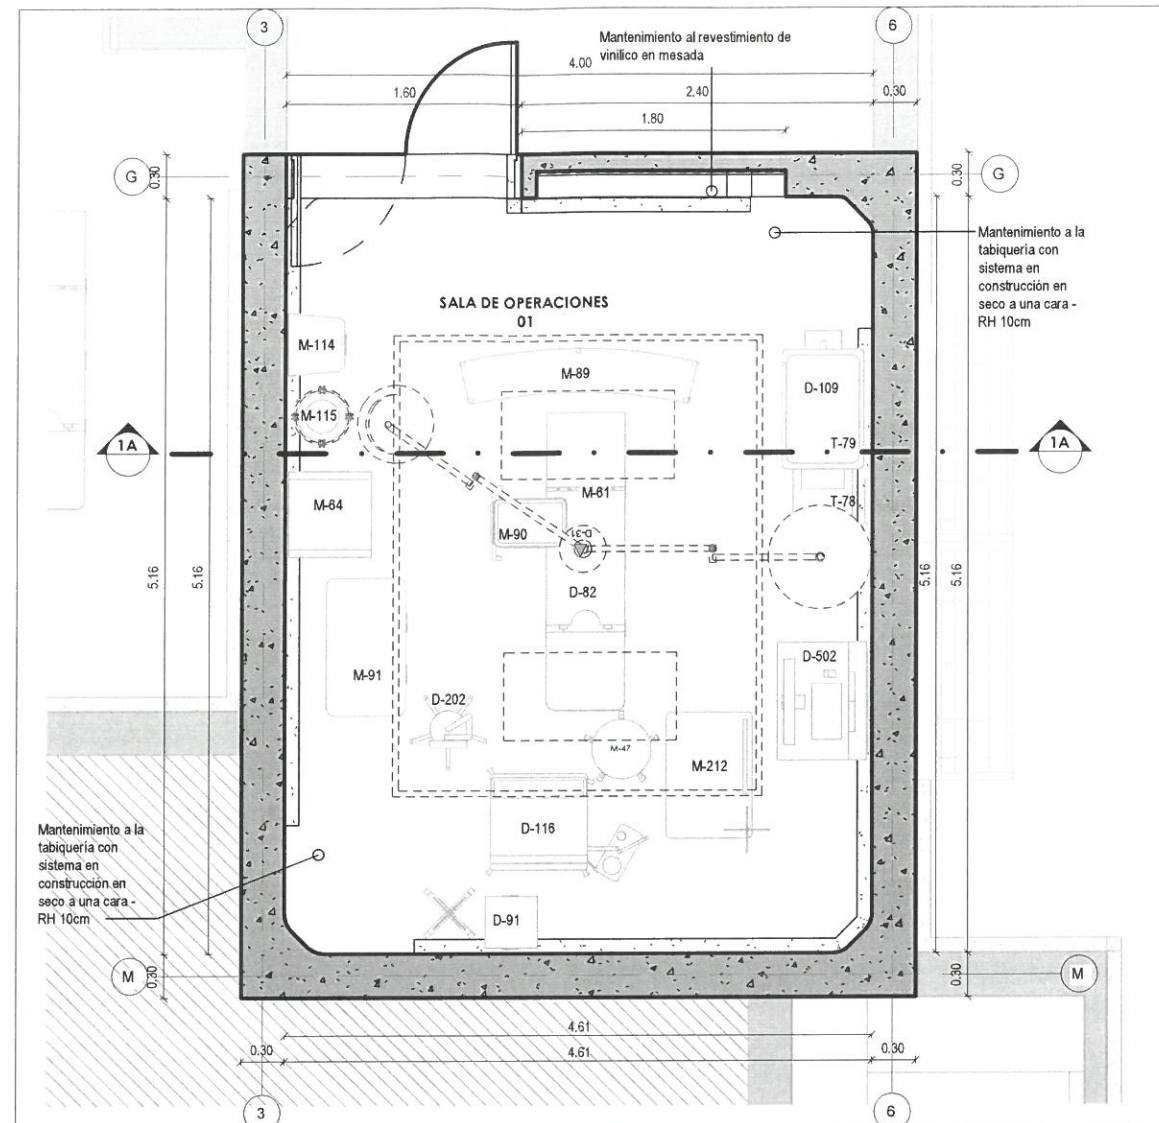 3
6
Mantenimiento al revestimiento de
vinilico en mesada
4.00
1.60
2.40
0.30
1.80
G
0.30
G
0.30
Mantenimiento a la
tabiqueria con
sistema en
construcción en
seco a una cara -
RH 10cm
SALA DE OPERACIONES
01
M-114
M-89
D-109
M-115
1A
T-79
1A
M-61
M-64
T-78
M-90
D-31
5.16
5.16
5.16
5.16
D-82
M-91
D-202
D-502
M-47
M-212
D-116
Mantenimiento a la
tabiqueria con
sistema en
construcción en
seco a una cara -
RH 10cm
D-91
M
0.30
0.30
M
4.61
0.30
4.61
0.30
3
6